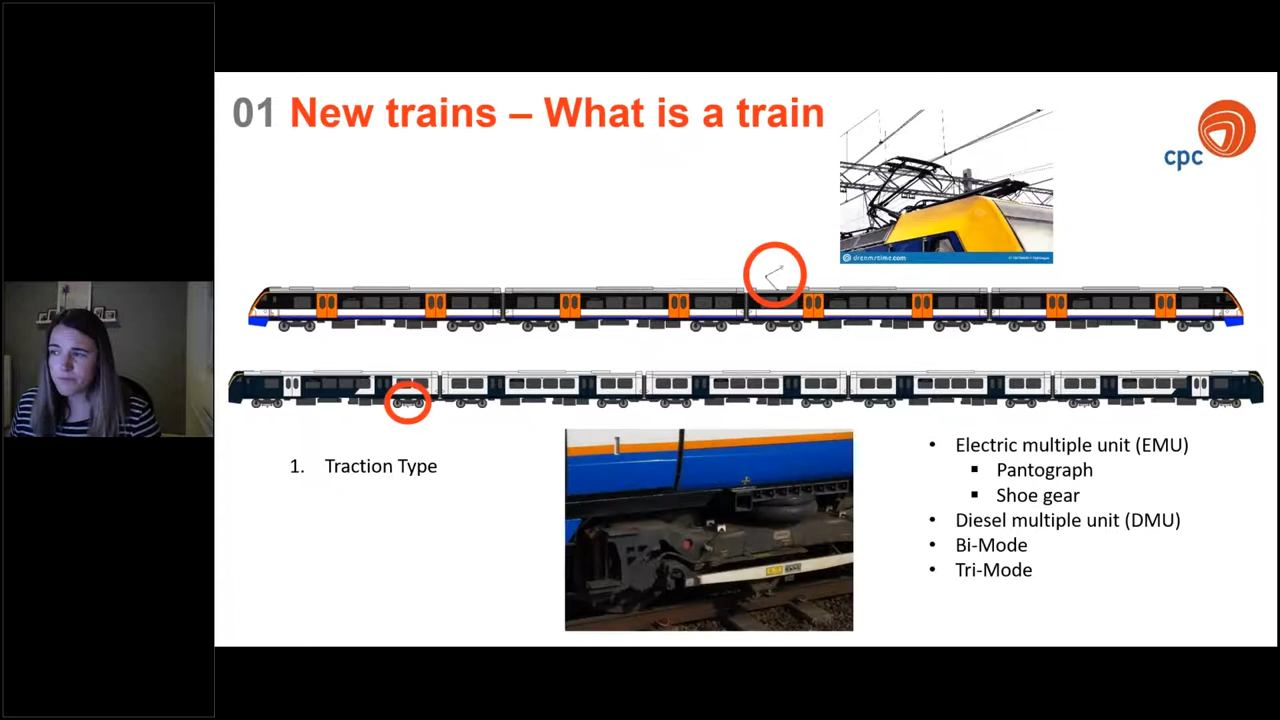 01 New trains – What is a train
cpc
dreamstime.com
1. Traction Type
• Electric multiple unit (EMU)
▪ Pantograph
▪ Shoe gear
• Diesel multiple unit (DMU)
• Bi-Mode
• Tri-Mode